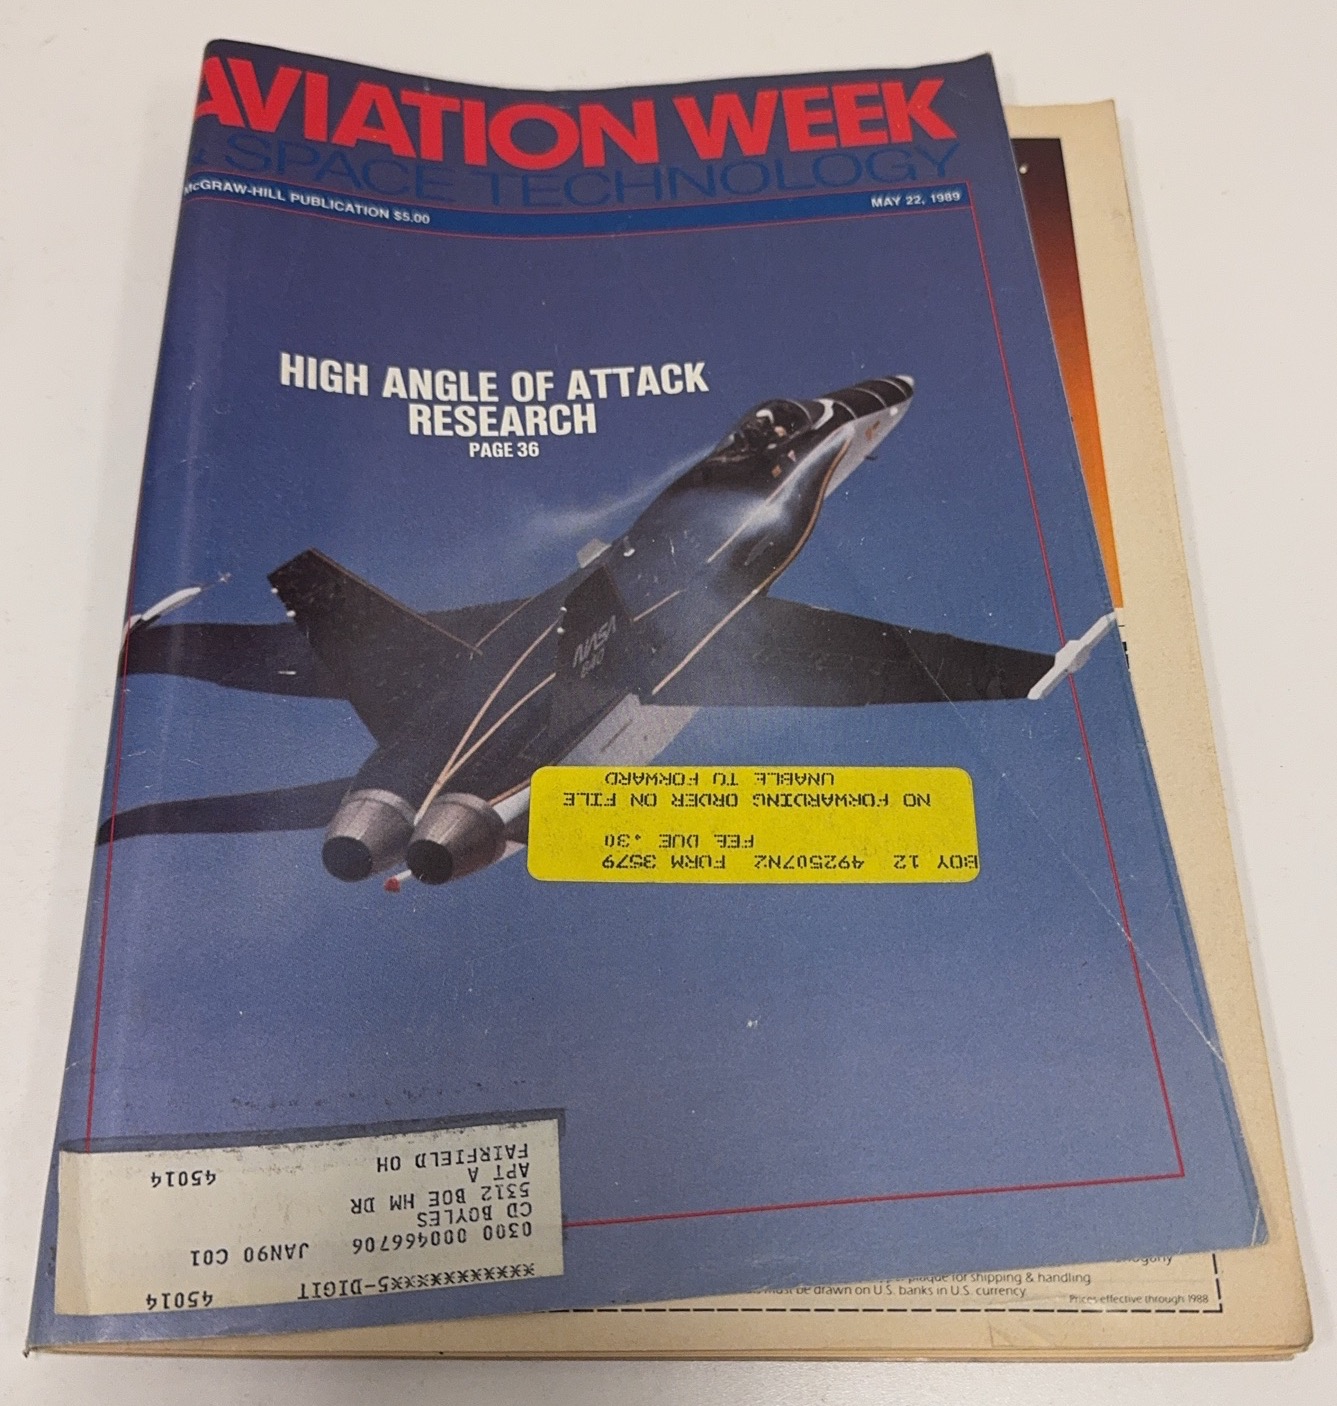 AVIATION WEEK
& SPACE TECHNOLOGY
McGRAW-HILL PUBLICATION $5.00
MAY 22, 1989
HIGH ANGLE OF ATTACK
RESEARCH
PAGE 36
NASA
840
BOY 12 492507N2 FORM 3579
FEE DUE .30
NO FORWARDING ORDER ON FILE
UNABLE TO FORWARD
************5-DIGIT 45014
0300 000466706 JAN90 C01
CD BOYLES
5312 BOE HM DR
APT A
FAIRFIELD OH 45014
plaque for shipping & handling
must be drawn on U.S. banks in U.S. currency
Prices effective through 1988